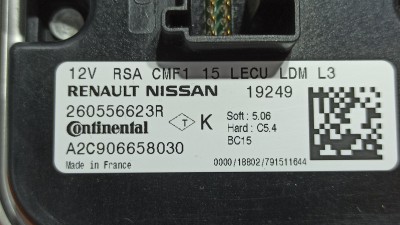 12V RSA CMF1 15 LECU LDM L3
RENAULT NISSAN 19249
260556623R
Continental T K Soft : 5.06
Hard : C5.4
A2C906658030 BC15
Made in France 0000/18802/791511644